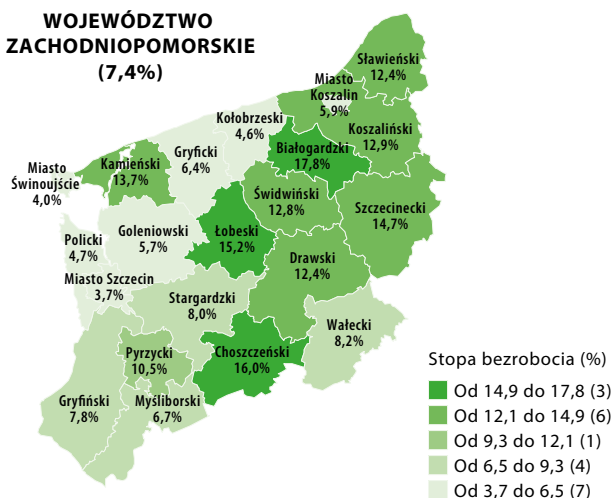 WOJEWÓDZTWO
ZACHODNIOPOMORSKIE
(7,4%)
Sławieński
12,4%
Miasto
Koszalin
5,9%
Kołobrzeski
4,6%
Koszaliński
12,9%
Białogardzki
17,8%
Gryficki
6,4%
Kamieński
13,7%
Miasto
Świnoujście
4,0%
Świdwiński
12,8%
Szczecinecki
14,7%
Goleniowski
5,7%
Łobeski
15,2%
Policki
4,7%
Drawski
12,4%
Miasto Szczecin
3,7%
Stargardzki
8,0%
Wałecki
8,2%
Pyrzycki
10,5%
Choszczeński
16,0%
Gryfiński
7,8%
Myśliborski
6,7%
Stopa bezrobocia (%)
Od 14,9 do 17,8 (3)
Od 12,1 do 14,9 (6)
Od 9,3 do 12,1 (1)
Od 6,5 do 9,3 (4)
Od 3,7 do 6,5 (7)